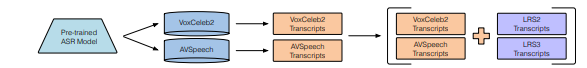 Pre-trained
ASR Model
VoxCeleb2
AVSpeech
VoxCeleb2
Transcripts
AVSpeech
Transcripts
VoxCeleb2
Transcripts
AVSpeech
Transcripts
LRS2
Transcripts
LRS3
Transcripts